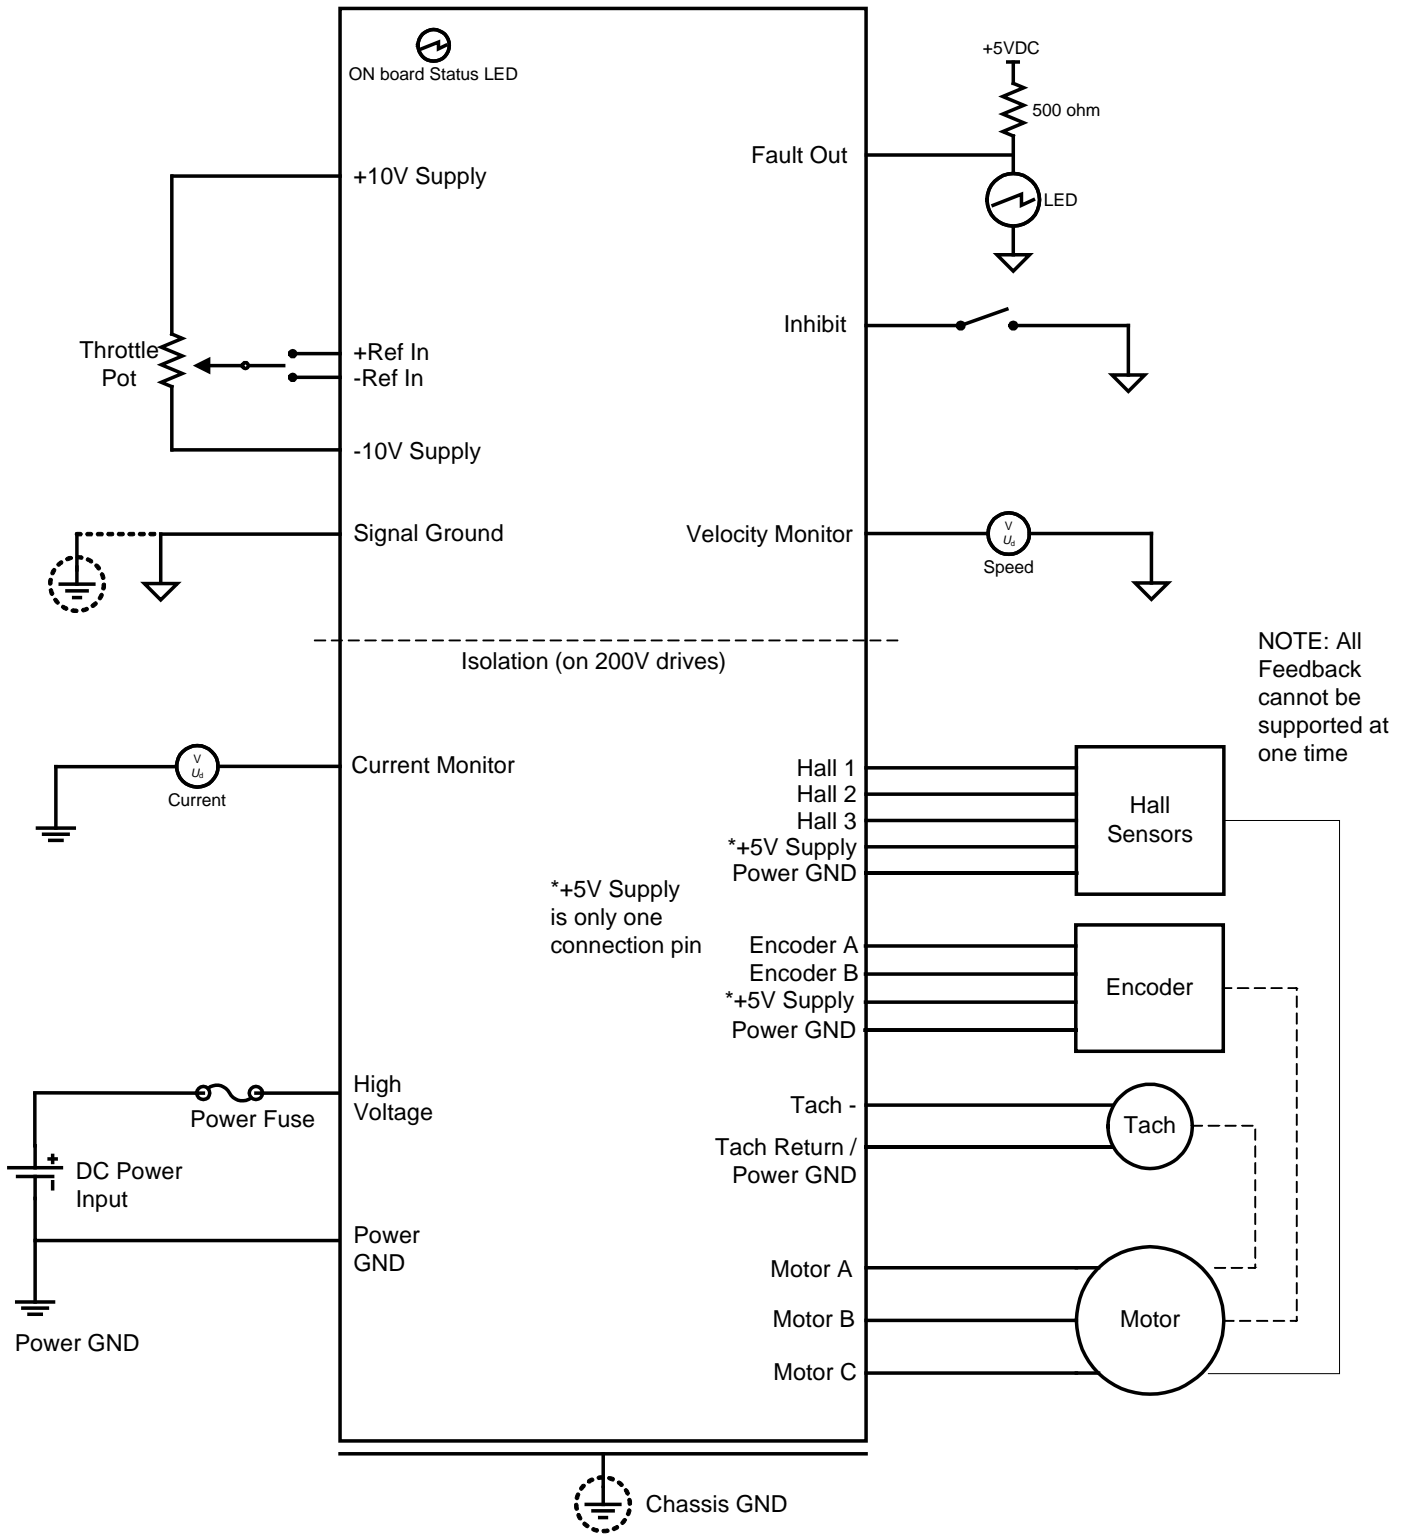 ON board Status LED
+5VDC
500 ohm
Fault Out
LED
+10V Supply
Inhibit
Throttle
Pot
+Ref In
-Ref In
-10V Supply
Signal Ground
Velocity Monitor
V
Ud
Speed
Isolation (on 200V drives)
NOTE: All
Feedback
cannot be
supported at
one time
V
Ud
Current
Current Monitor
Hall 1
Hall 2
Hall 3
*+5V Supply
Power GND
Hall
Sensors
*+5V Supply
is only one
connection pin
Encoder A
Encoder B
*+5V Supply
Power GND
Encoder
High
Voltage
Power Fuse
+
DC Power
Input
Tach -
Tach Return /
Power GND
Tach
Power
GND
Power GND
Motor A
Motor B
Motor C
Motor
Chassis GND